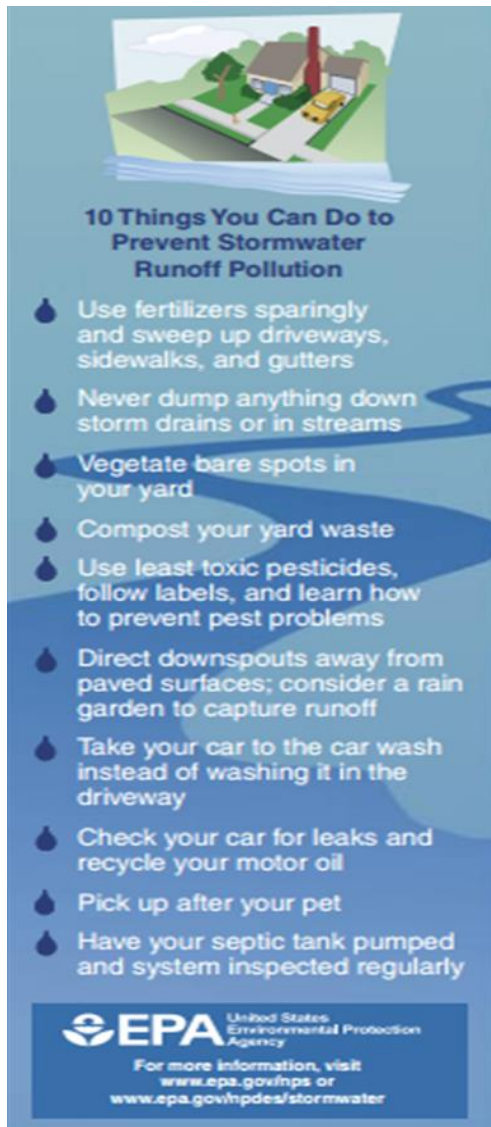 10 Things You Can Do to
Prevent Stormwater
Runoff Pollution
Use fertilizers sparingly
and sweep up driveways,
sidewalks, and gutters
Never dump anything down
storm drains or in streams
Vegetate bare spots in
your yard
Compost your yard waste
Use least toxic pesticides,
follow labels, and learn how
to prevent pest problems
Direct downspouts away from
paved surfaces; consider a rain
garden to capture runoff
Take your car to the car wash
instead of washing it in the
driveway
Check your car for leaks and
recycle your motor oil
Pick up after your pet
Have your septic tank pumped
and system inspected regularly
EPA
United States
Environmental Protection
Agency
For more information, visit
www.epa.gov/nps or
www.epa.gov/npdes/stormwater